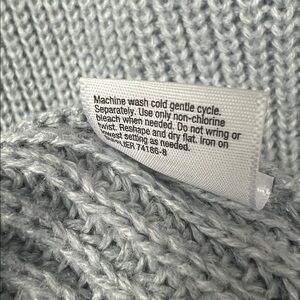 Machine wash cold gentle cycle.
Separately. Use only non-chlorine
bleach when needed. Do not wring or
twist. Reshape and dry flat. Iron on
lowest setting as needed.
74186-8